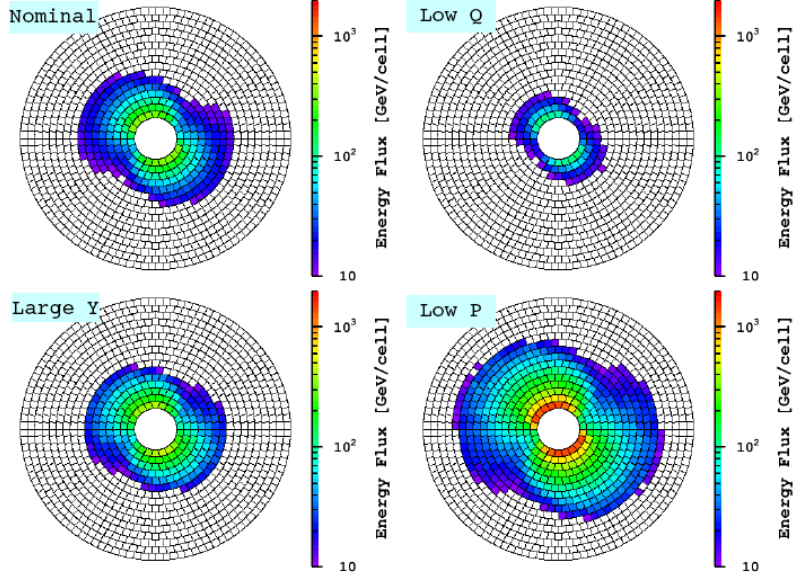 Nominal
10³
10²
10
Energy Flux [GeV/cell]
Low Q
10³
10²
10
Energy Flux [GeV/cell]
Large Y
10³
10²
10
Energy Flux [GeV/cell]
Low P
10³
10²
10
Energy Flux [GeV/cell]